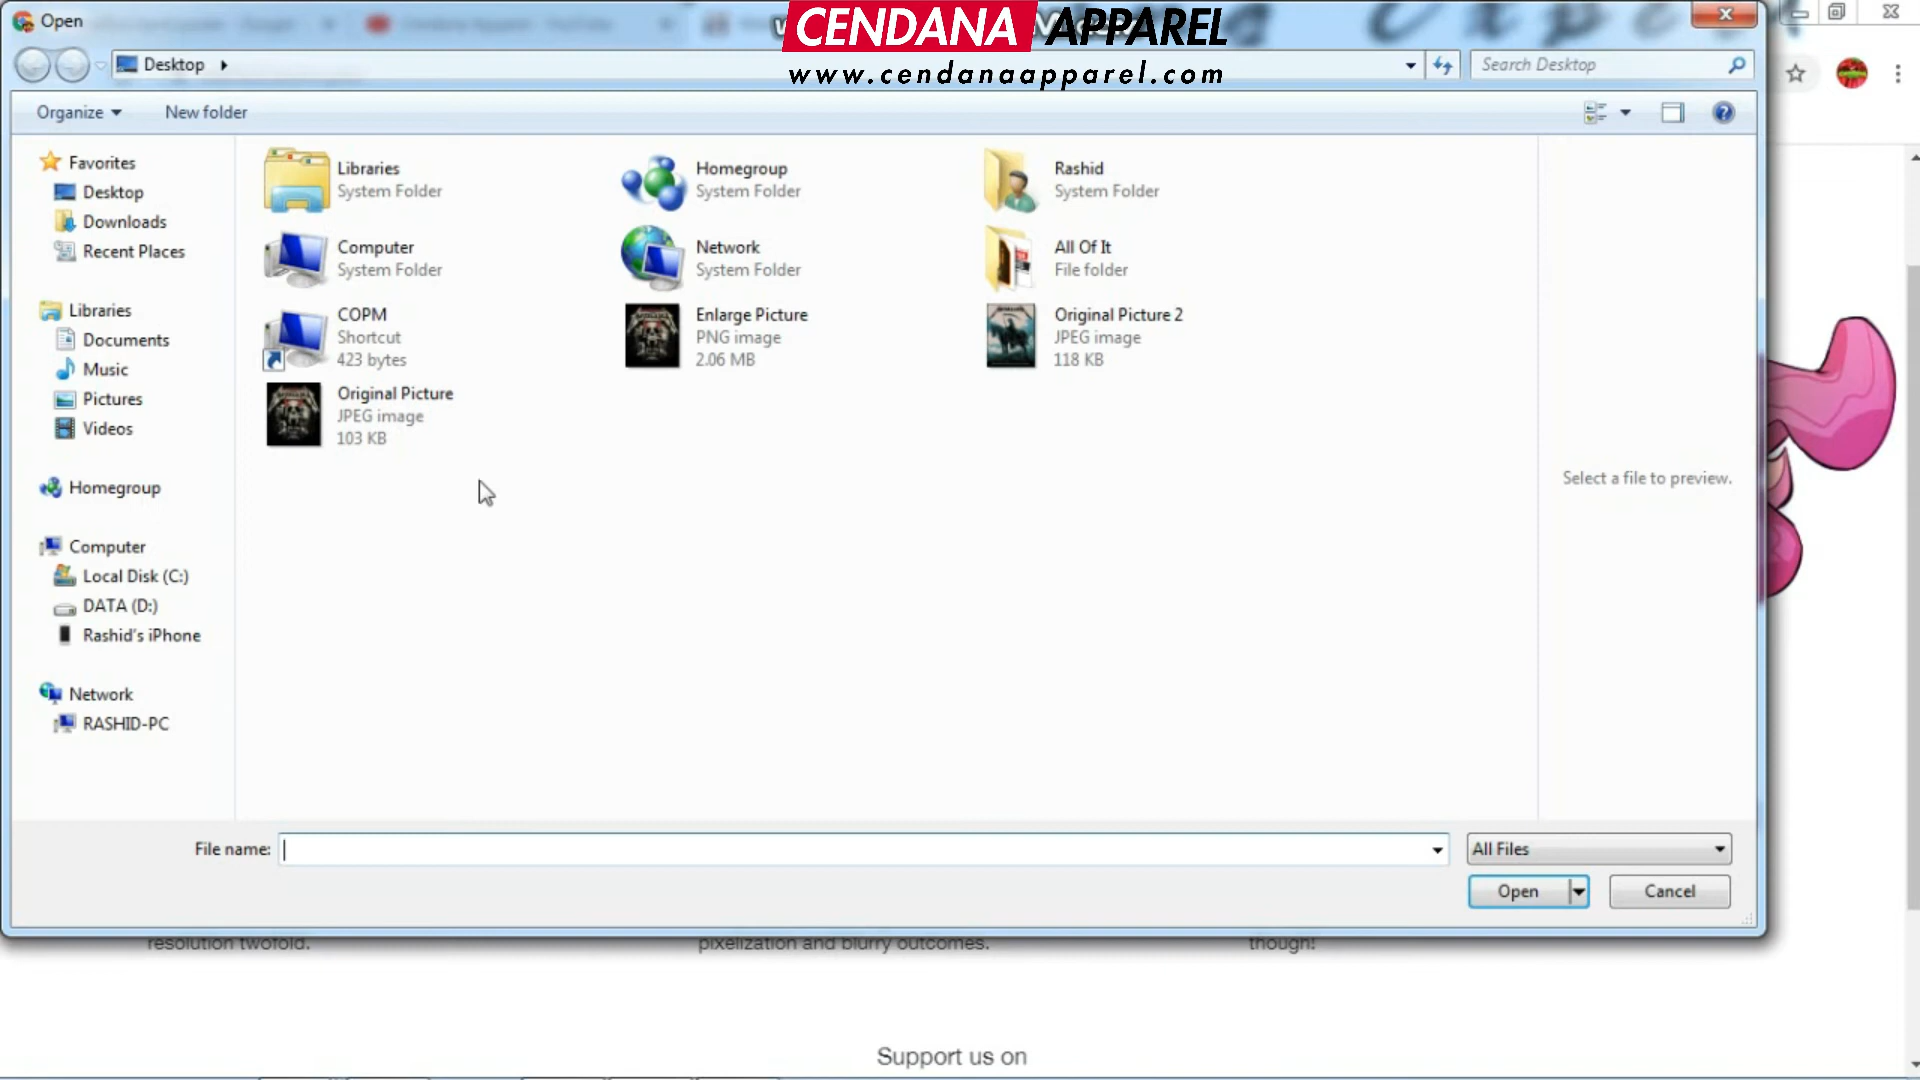 Open
CENDANA APPAREL
www.cendanaapparel.com
Desktop
Search Desktop
Organize
New folder
Favorites
Desktop
Downloads
Recent Places
Libraries
Documents
Music
Pictures
Videos
Homegroup
Computer
Local Disk (C:)
DATA (D:)
Rashid's iPhone
Network
RASHID-PC
Libraries
System Folder
Homegroup
System Folder
Rashid
System Folder
Computer
System Folder
Network
System Folder
All Of It
File folder
COPM
Shortcut
423 bytes
Enlarge Picture
PNG image
2.06 MB
Original Picture 2
JPEG image
118 KB
Original Picture
JPEG image
103 KB
Select a file to preview.
File name:
All Files
Open
Cancel
resolution twofold.
pixelization and blurry outcomes.
though!
Support us on